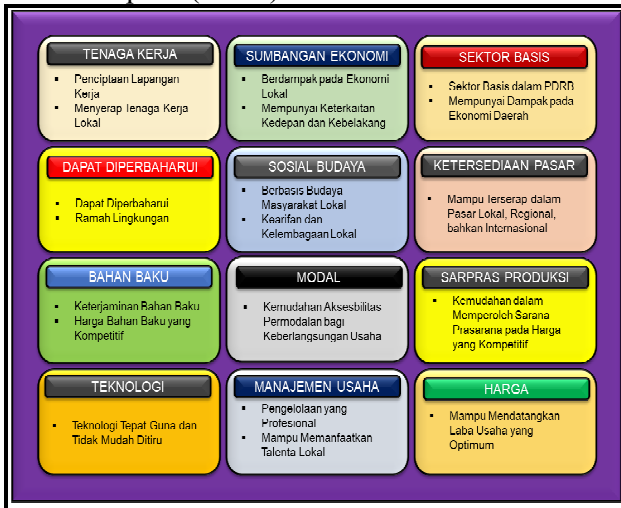 TENAGA KERJA
▪ Penciptaan Lapangan
Kerja
▪ Menyerap Tenaga Kerja
Lokal
SUMBANGAN EKONOMI
▪ Berdampak pada Ekonomi
Lokal
▪ Mempunyai Keterkaitan
Kedepan dan Kebelakang
SEKTOR BASIS
▪ Sektor Basis dalam PDRB
▪ Mempunyai Dampak pada
Ekonomi Daerah
DAPAT DIPERBAHARUI
▪ Dapat Diperbaharui
▪ Ramah Lingkungan
SOSIAL BUDAYA
▪ Berbasis Budaya
Masyarakat Lokal
▪ Kearifan dan
Kelembagaan Lokal
KETERSEDIAAN PASAR
▪ Mampu Terserap dalam
Pasar Lokal, Regional,
bahkan Internasional
BAHAN BAKU
▪ Keterjaminan Bahan Baku
▪ Harga Bahan Baku yang
Kompetitif
MODAL
▪ Kemudahan Aksesbilitas
Permodalan bagi
Keberlangsungan Usaha
SARPRAS PRODUKSI
▪ Kemudahan dalam
Memperoleh Sarana
Prasarana pada Harga
yang Kompetitif
TEKNOLOGI
▪ Teknologi Tepat Guna dan
Tidak Mudah Ditiru
MANAJEMEN USAHA
▪ Pengelolaan yang
Profesional
▪ Mampu Memanfaatkan
Talenta Lokal
HARGA
▪ Mampu Mendatangkan
Laba Usaha yang
Optimum